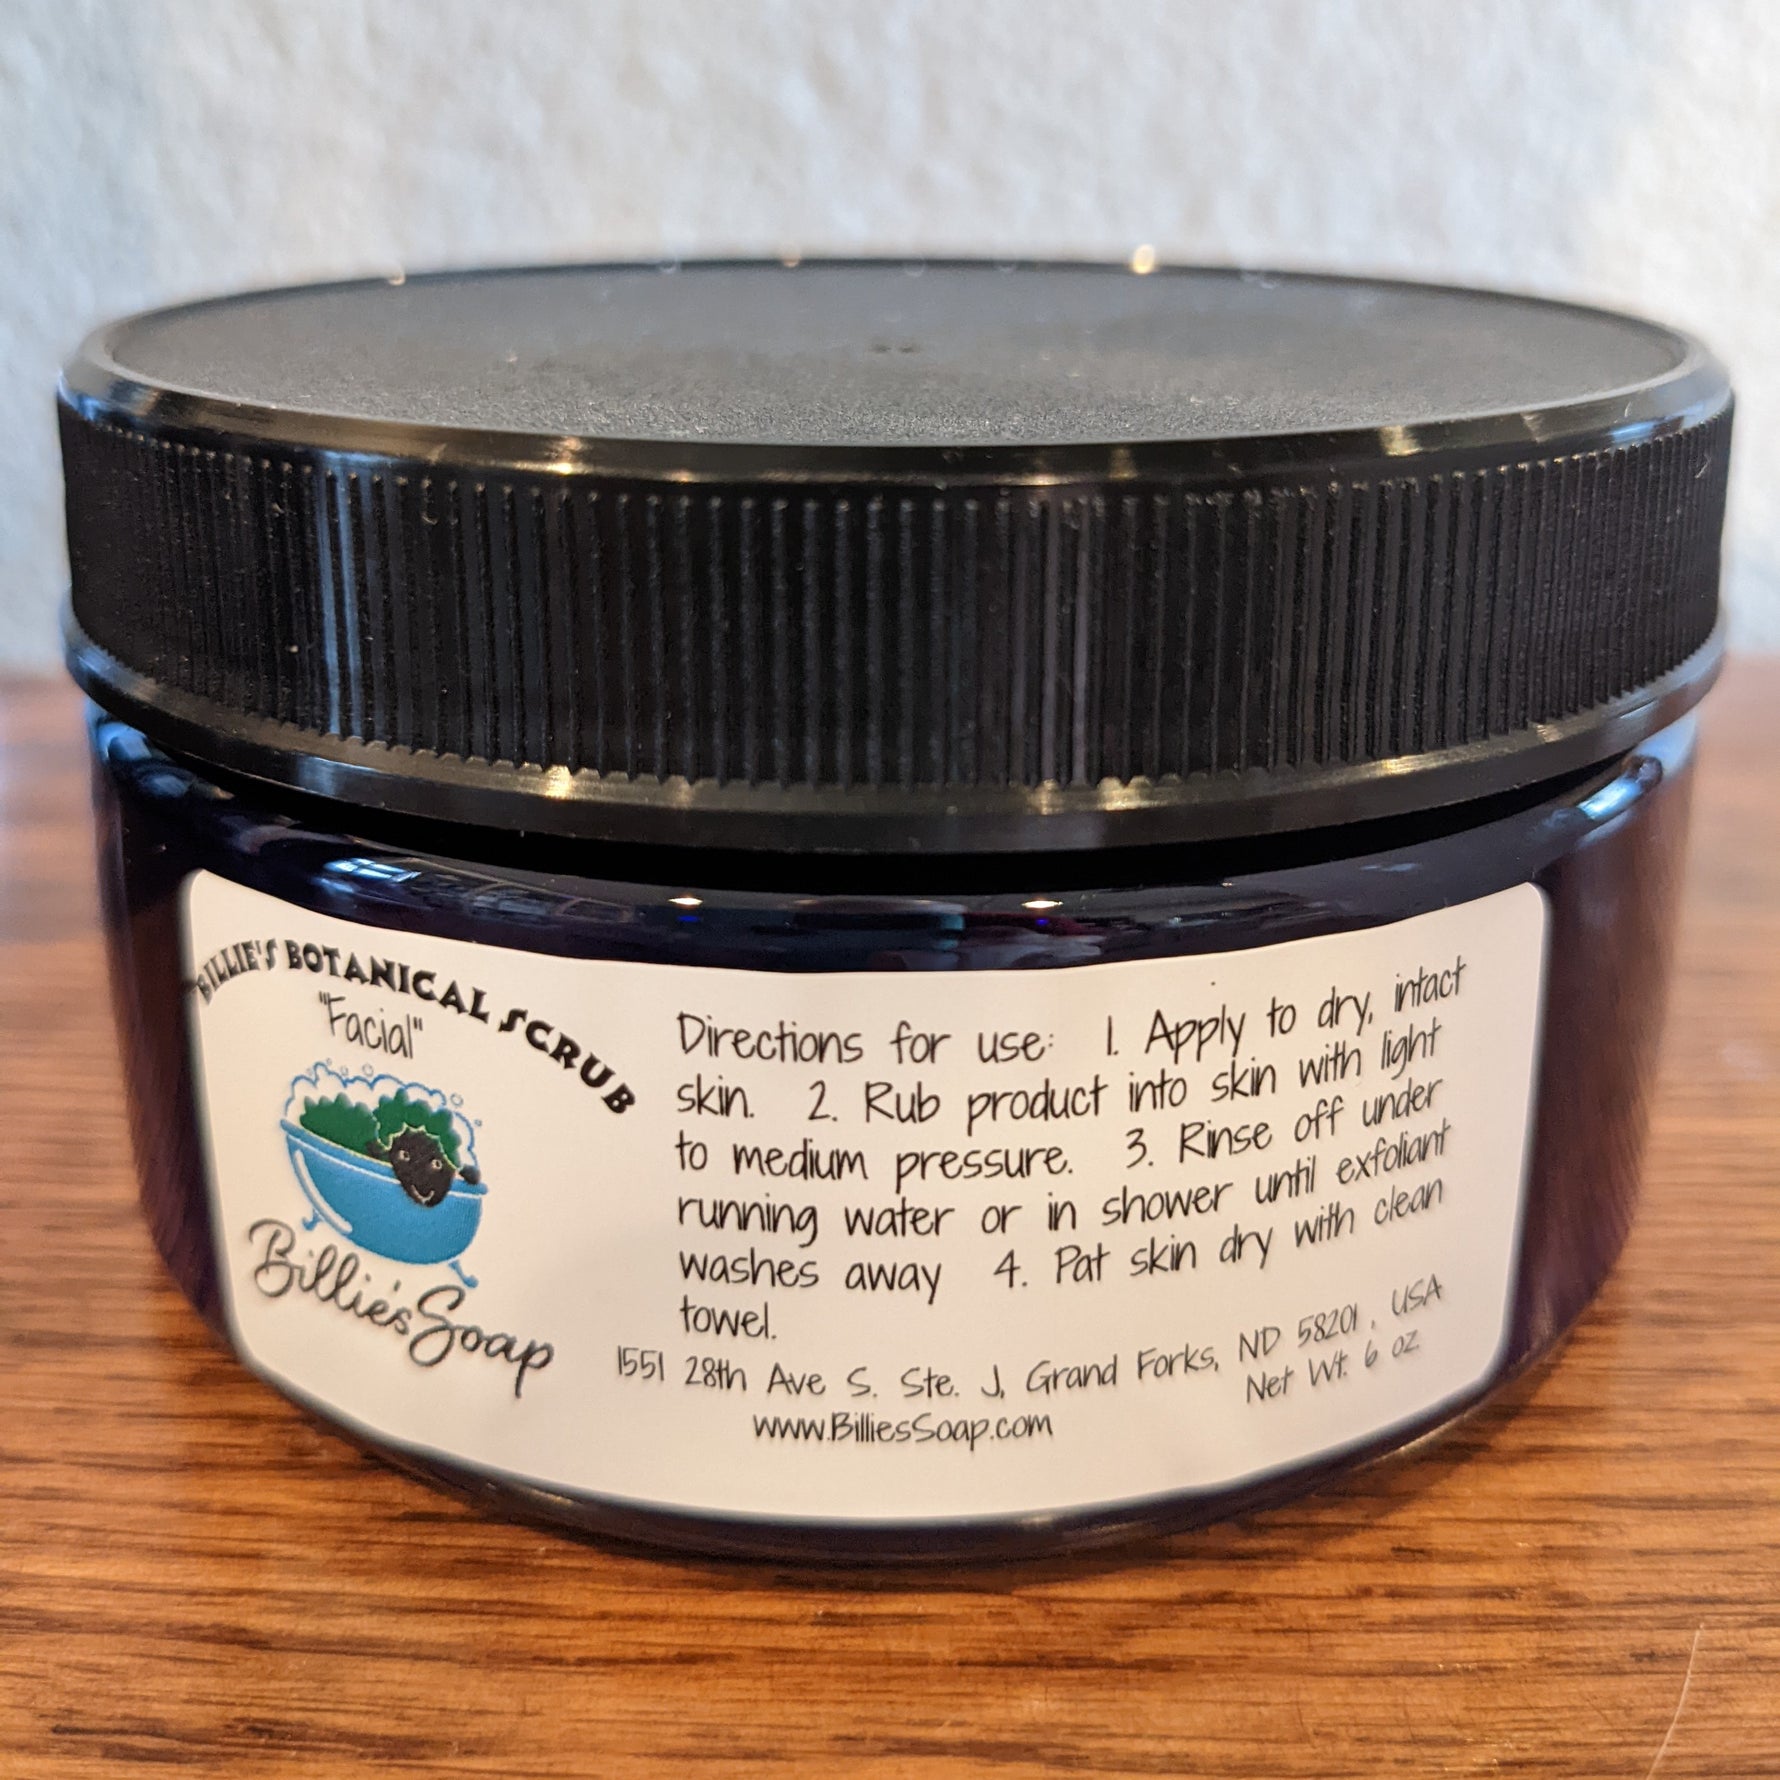 BILLIE'S BOTANICAL SCRUB
"Facial"
Billie's Soap
Directions for use: 1. Apply to dry, intact
skin. 2. Rub product into skin with light
to medium pressure. 3. Rinse off under
running water or in shower until exfoliant
washes away 4. Pat skin dry with clean
towel.
1551 28th Ave S. Ste. J, Grand Forks, ND 58201, USA
Net Wt. 6 oz
www.BilliesSoap.com